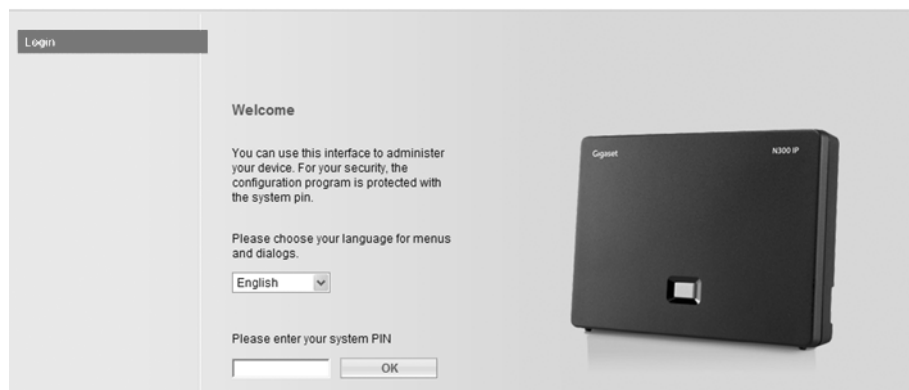 Login
Welcome
You can use this interface to administer
your device. For your security, the
configuration program is protected with
the system pin.
Please choose your language for menus
and dialogs.
English
Please enter your system PIN
OK
Gigaset
N300 IP